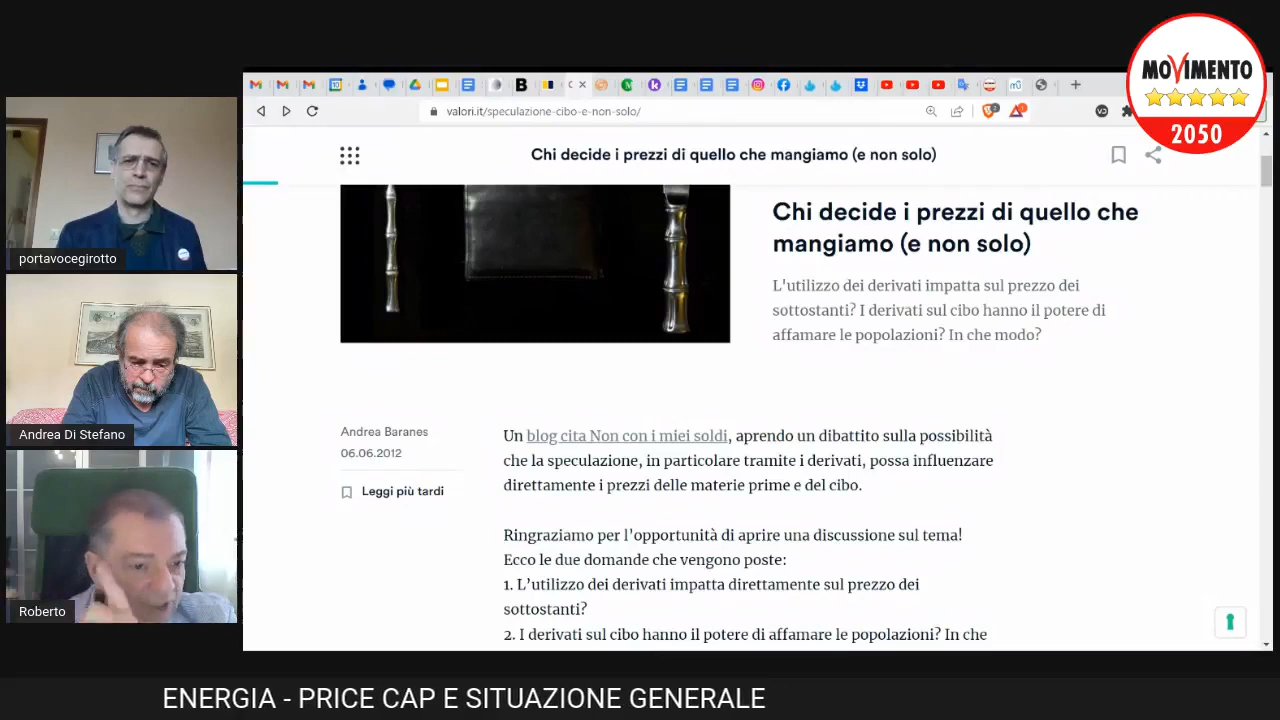 MOVIMENTO
2050
valori.it/speculazione-cibo-e-non-solo/
Chi decide i prezzi di quello che mangiamo (e non solo)
Chi decide i prezzi di quello che
mangiamo (e non solo)
L'utilizzo dei derivati impatta sul prezzo dei
sottostanti? I derivati sul cibo hanno il potere di
affamare le popolazioni? In che modo?
Andrea Baranes
06.06.2012
Leggi più tardi
Un blog cita Non con i miei soldi, aprendo un dibattito sulla possibilità
che la speculazione, in particolare tramite i derivati, possa influenzare
direttamente i prezzi delle materie prime e del cibo.
Ringraziamo per l'opportunità di aprire una discussione sul tema!
Ecco le due domande che vengono poste:
1. L'utilizzo dei derivati impatta direttamente sul prezzo dei
sottostanti?
2. I derivati sul cibo hanno il potere di affamare le popolazioni? In che
portavocegirotto
Andrea Di Stefano
Roberto
ENERGIA - PRICE CAP E SITUAZIONE GENERALE